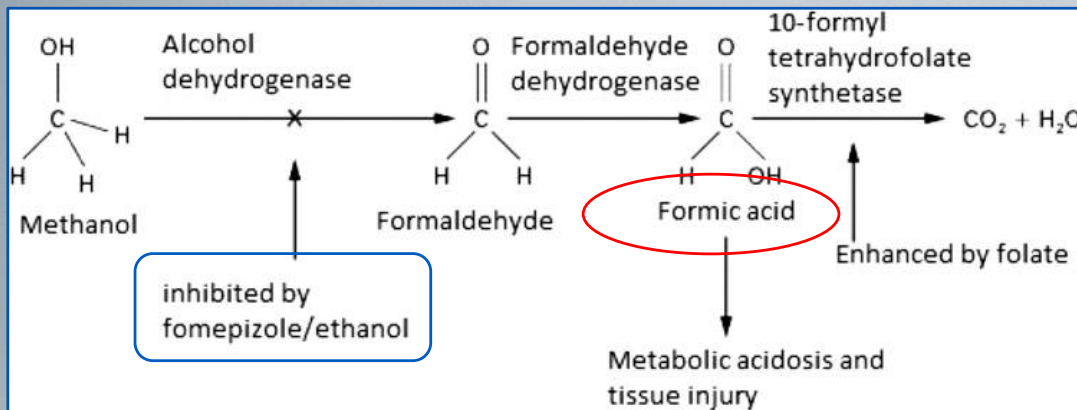 OH
C
H
H
H
Methanol
Alcohol
dehydrogenase
x
inhibited by
fomepizole/ethanol
O
C
H
H
Formaldehyde
Formaldehyde
dehydrogenase
O
C
H
OH
Formic acid
Metabolic acidosis and
tissue injury
10-formyl
tetrahydrofolate
synthetase
Enhanced by folate
CO₂ + H₂O